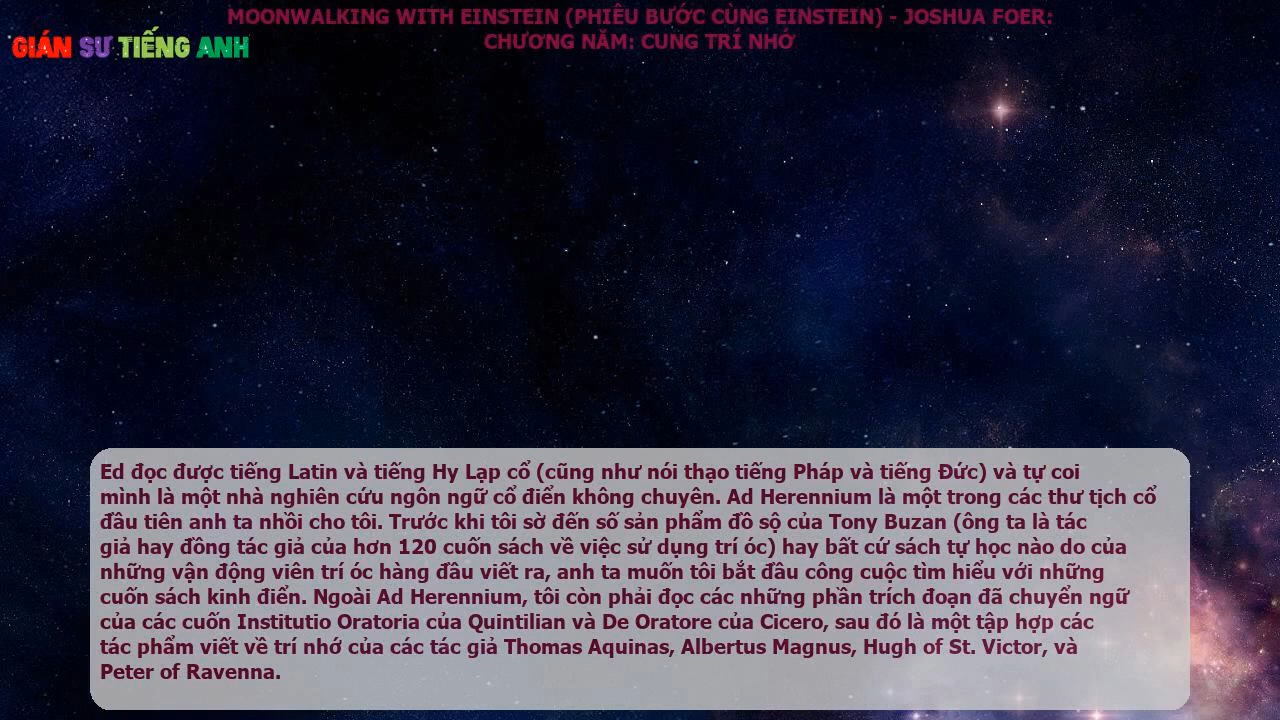 MOONWALKING WITH EINSTEIN (PHIÊU BƯỚC CÙNG EINSTEIN) - JOSHUA FOER:
CHƯƠNG NĂM: CUNG TRÍ NHỚ
GIÁN SƯ TIẾNG ANH
Ed đọc được tiếng Latin và tiếng Hy Lạp cổ (cũng như nói thạo tiếng Pháp và tiếng Đức) và tự coi
mình là một nhà nghiên cứu ngôn ngữ cổ điển không chuyên. Ad Herennium là một trong các thư tịch cổ
đầu tiên anh ta nhồi cho tôi. Trước khi tôi sờ đến số sản phẩm đồ sộ của Tony Buzan (ông ta là tác
giả hay đồng tác giả của hơn 120 cuốn sách về việc sử dụng trí óc) hay bất cứ sách tự học nào do của
những vận động viên trí óc hàng đầu viết ra, anh ta muốn tôi bắt đầu công cuộc tìm hiểu với những
cuốn sách kinh điển. Ngoài Ad Herennium, tôi còn phải đọc các những phần trích đoạn đã chuyển ngữ
của các cuốn Institutio Oratoria của Quintilian và De Oratore của Cicero, sau đó là một tập hợp các
tác phẩm viết về trí nhớ của các tác giả Thomas Aquinas, Albertus Magnus, Hugh of St. Victor, và
Peter of Ravenna.